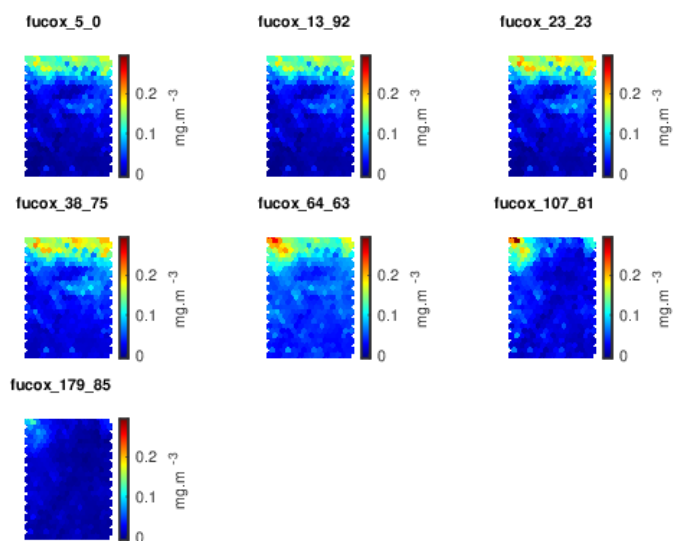 fucox_5_0
fucox_13_92
fucox_23_23
0.2
0.1
0
mg.m -3
0.2
0.1
0
mg.m -3
0.2
0.1
0
mg.m -3
fucox_38_75
fucox_64_63
fucox_107_81
0.2
0.1
0
mg.m -3
0.2
0.1
0
mg.m -3
0.2
0.1
0
mg.m -3
fucox_179_85
0.2
0.1
0
mg.m -3